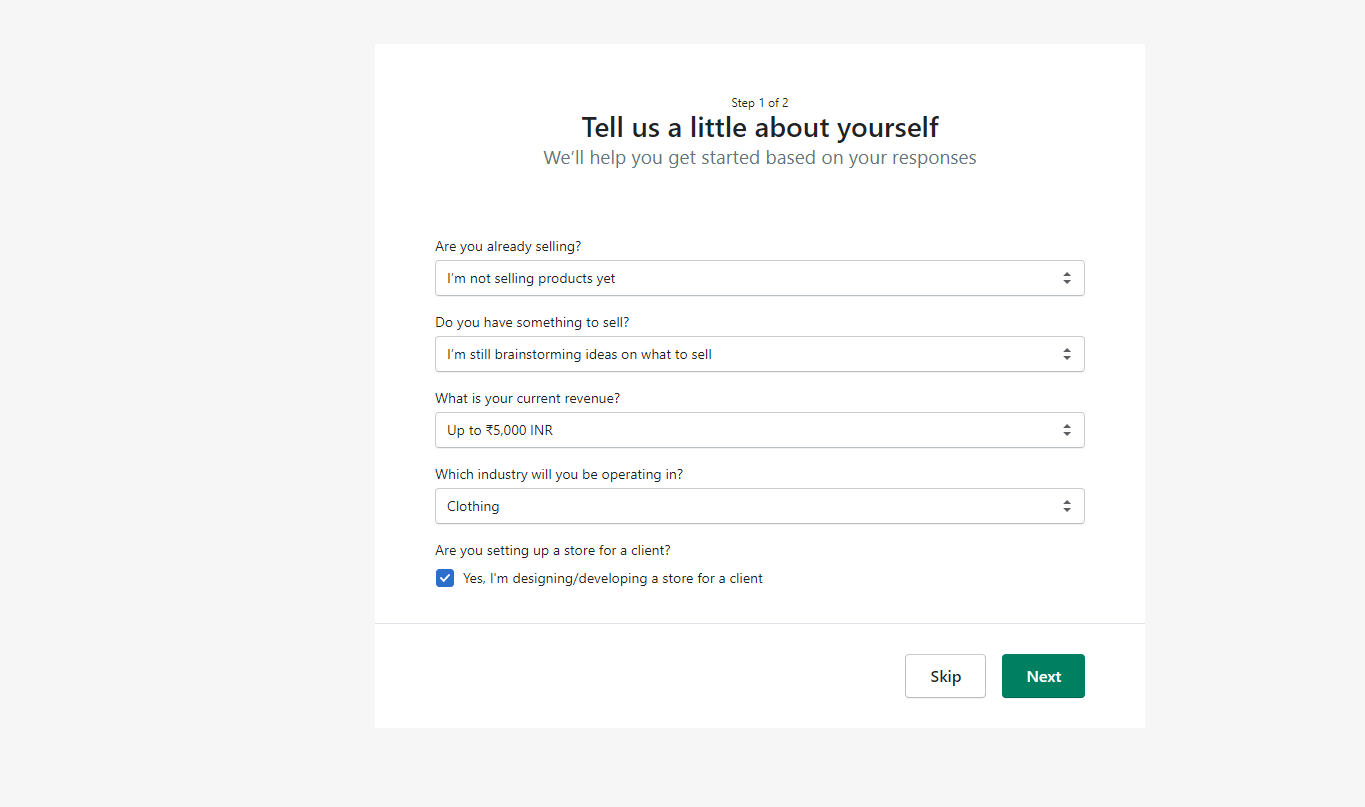 Step 1 of 2
Tell us a little about yourself
We’ll help you get started based on your responses
Are you already selling?
I’m not selling products yet
Do you have something to sell?
I’m still brainstorming ideas on what to sell
What is your current revenue?
Up to ₹5,000 INR
Which industry will you be operating in?
Clothing
Are you setting up a store for a client?
Yes, I’m designing/developing a store for a client
Skip
Next